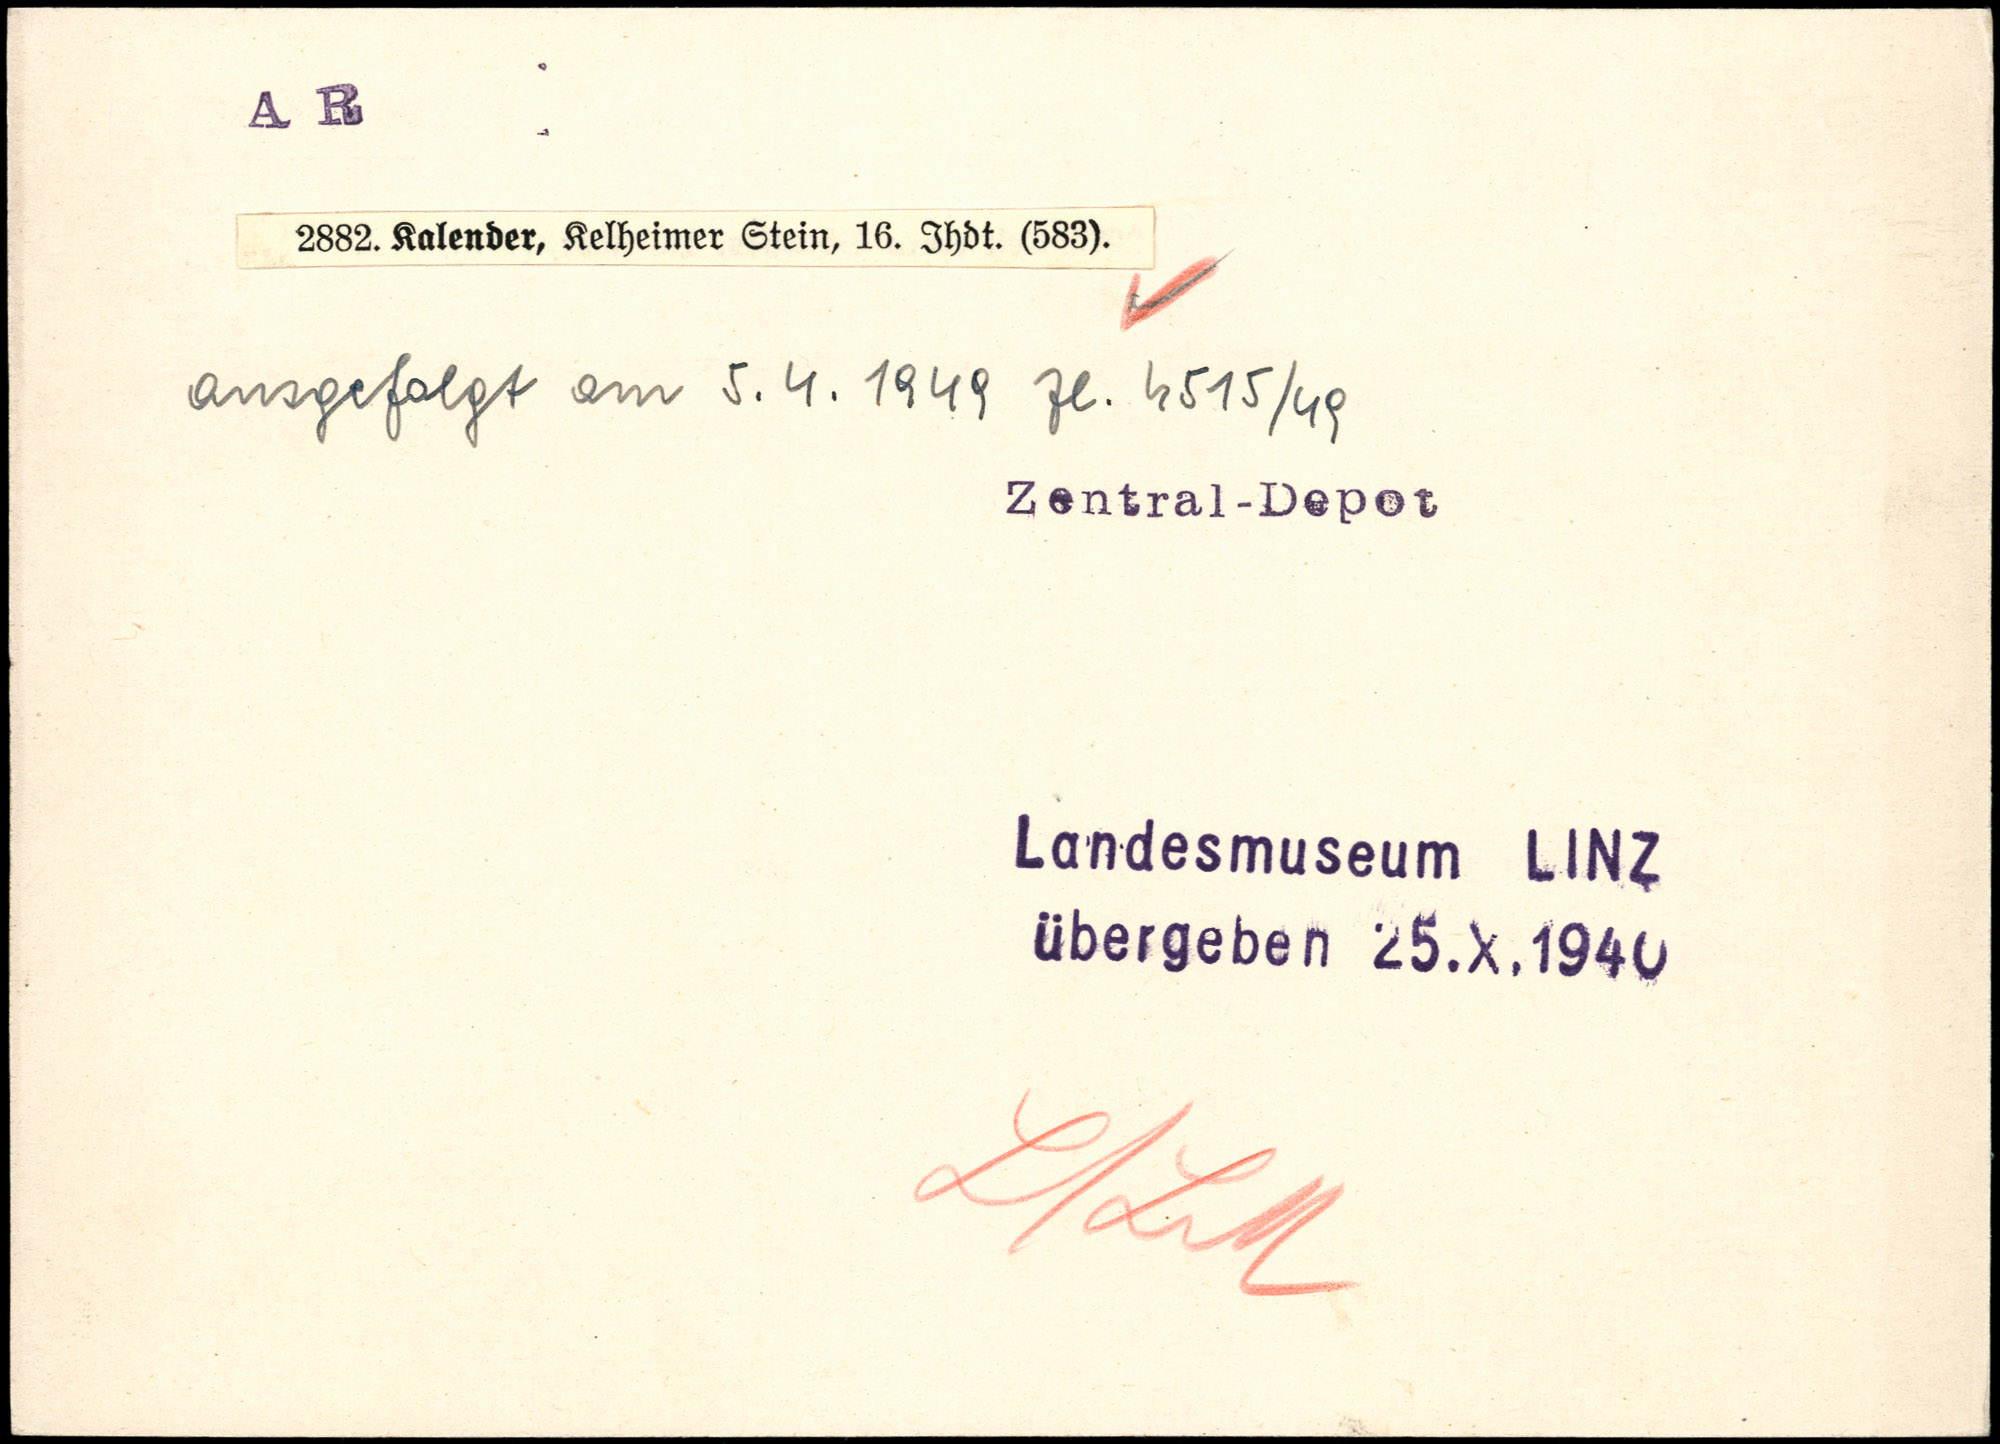 A R
2882. Kalender, Kelheimer Stein, 16. Jhdt. (583).
ausgefolgt am 5. 4. 1949 Zl. 4515/49
Zentral-Depot
Landesmuseum LINZ
übergeben 25.X.1940